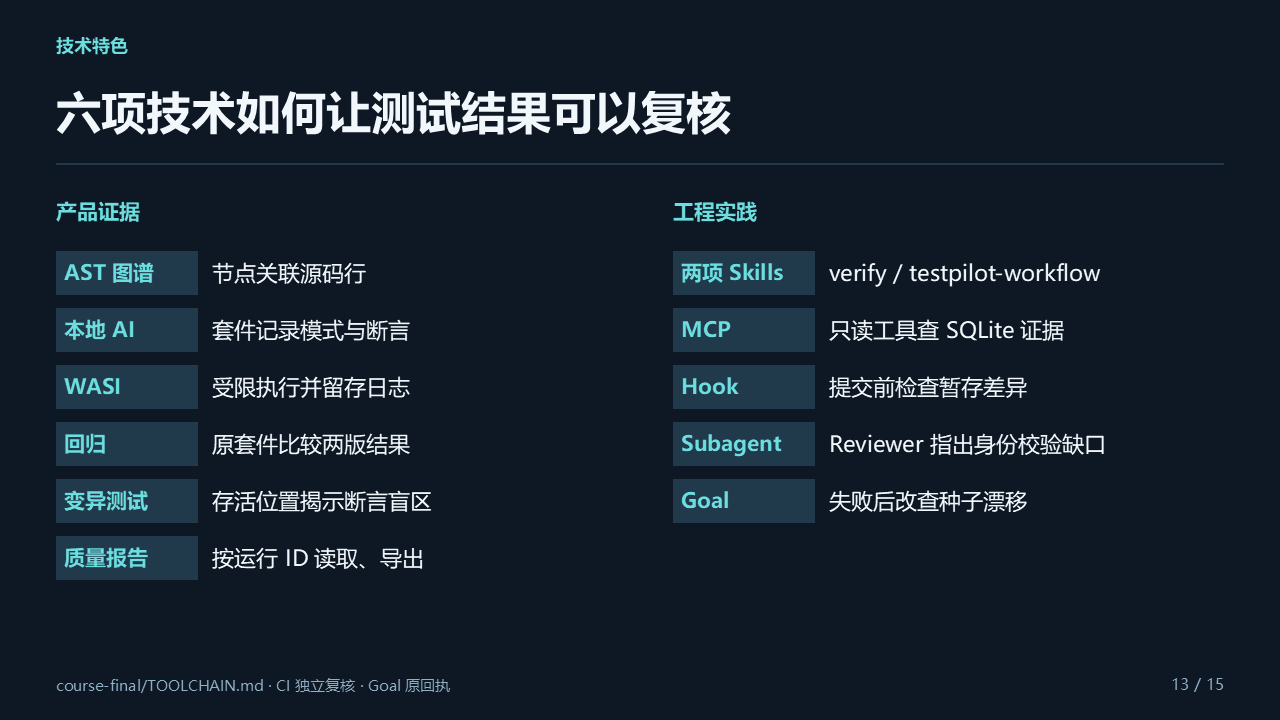 技术特色
六项技术如何让测试结果可以复核
产品证据
AST 图谱 节点关联源码行
本地 AI 套件记录模式与断言
WASI 受限执行并留存日志
回归 原套件比较两版结果
变异测试 存活位置揭示断言盲区
质量报告 按运行 ID 读取、导出
工程实践
两项 Skills verify / testpilot-workflow
MCP 只读工具查 SQLite 证据
Hook 提交前检查暂存差异
Subagent Reviewer 指出身份校验缺口
Goal 失败后改查种子漂移
course-final/TOOLCHAIN.md · CI 独立复核 · Goal 原回执
13 / 15